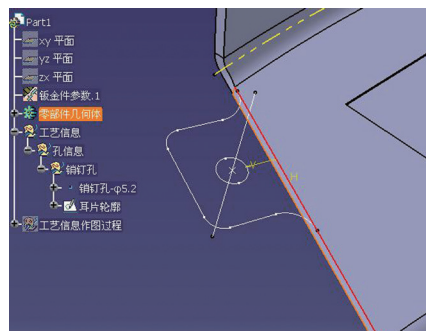 Part1
xy 平面
yz 平面
zx 平面
钣金件参数.1
零部件几何体
工艺信息
孔信息
销钉孔
销钉孔-φ5.2
耳片轮廓
工艺信息作图过程
V
H